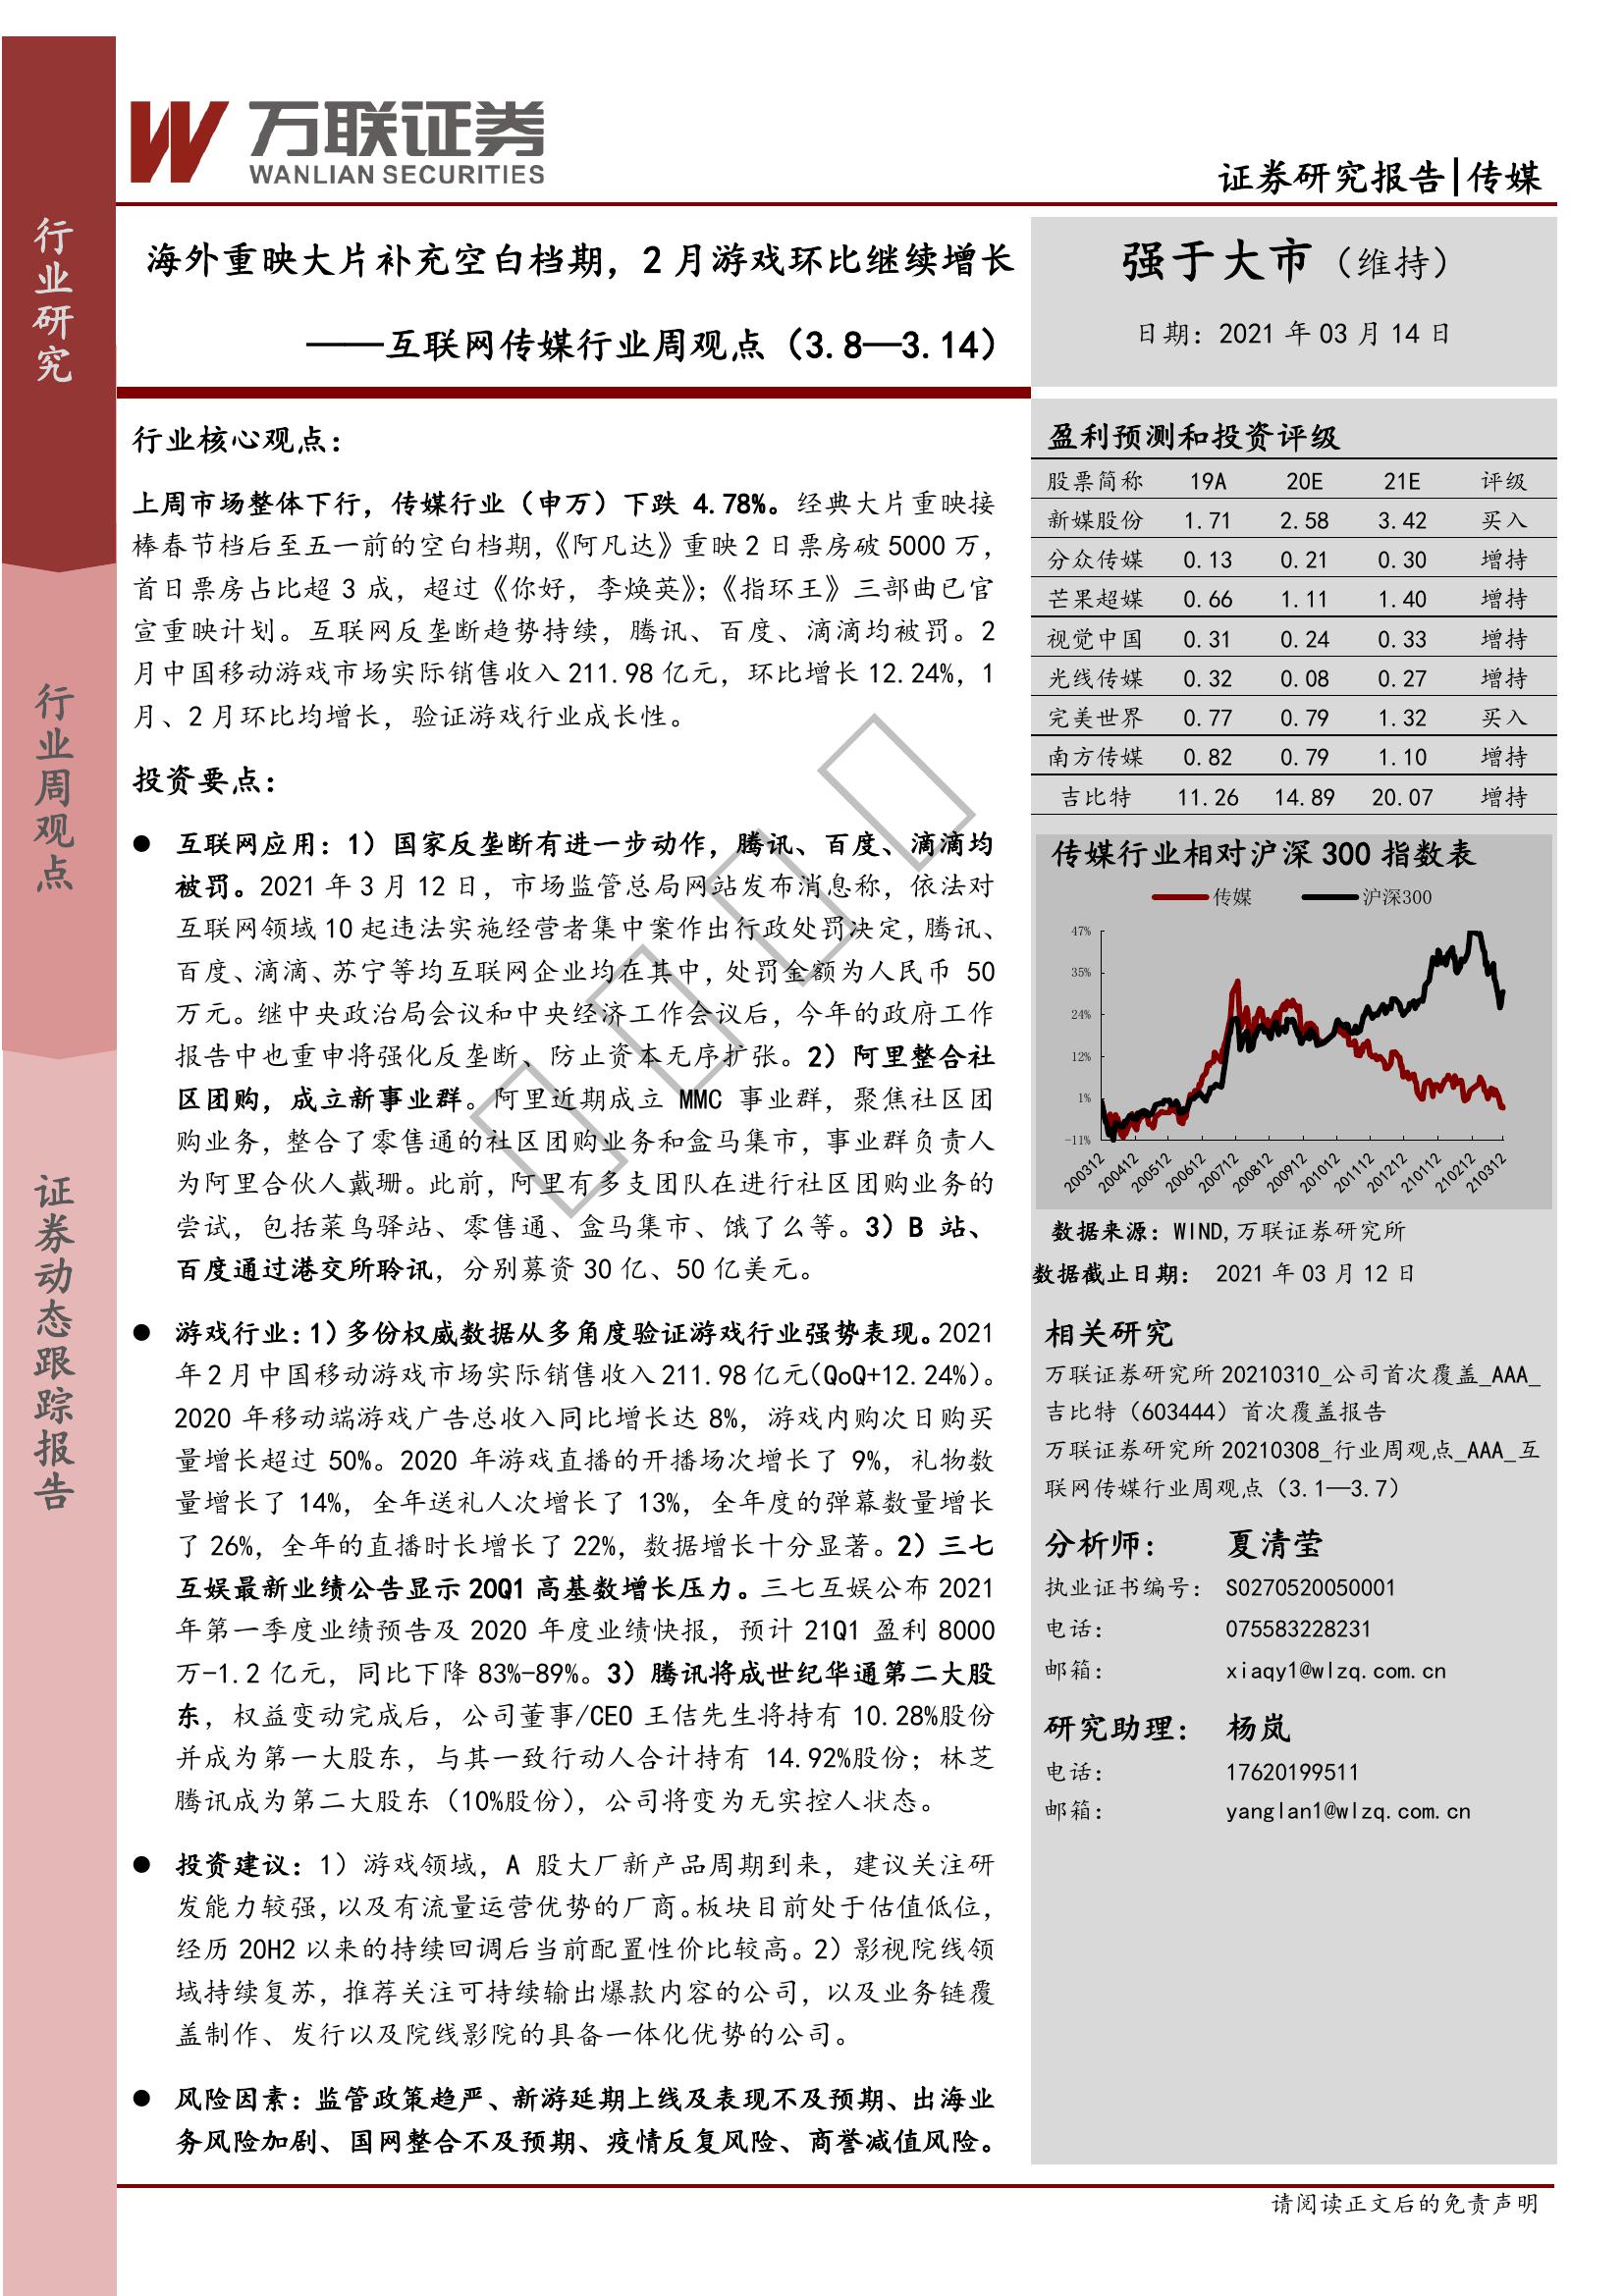 行业研究
行业周观点
证券动态跟踪报告
万联证券
WANLIAN SECURITIES
证券研究报告|传媒
海外重映大片补充空白档期，2月游戏环比继续增长
——互联网传媒行业周观点（3.8—3.14）
强于大市（维持）
日期：2021年03月14日
行业核心观点：
上周市场整体下行，传媒行业（申万）下跌 4.78%。经典大片重映接
棒春节档后至五一前的空白档期，《阿凡达》重映2日票房破5000万，
首日票房占比超 3 成，超过《你好，李焕英》；《指环王》三部曲已官
宣重映计划。互联网反垄断趋势持续，腾讯、百度、滴滴均被罚。2
月中国移动游戏市场实际销售收入211.98亿元，环比增长12.24%，1
月、2月环比均增长，验证游戏行业成长性。
投资要点：
● 互联网应用：1）国家反垄断有进一步动作，腾讯、百度、滴滴均
被罚。2021年3月12日，市场监管总局网站发布消息称，依法对
互联网领域10起违法实施经营者集中案作出行政处罚决定，腾讯、
百度、滴滴、苏宁等均互联网企业均在其中，处罚金额为人民币 50
万元。继中央政治局会议和中央经济工作会议后，今年的政府工作
报告中也重申将强化反垄断、防止资本无序扩张。2）阿里整合社
区团购，成立新事业群。阿里近期成立 MMC 事业群，聚焦社区团
购业务，整合了零售通的社区团购业务和盒马集市，事业群负责人
为阿里合伙人戴珊。此前，阿里有多支团队在进行社区团购业务的
尝试，包括菜鸟驿站、零售通、盒马集市、饿了么等。3）B 站、
百度通过港交所聆讯，分别募资30亿、50亿美元。
● 游戏行业：1）多份权威数据从多角度验证游戏行业强势表现。2021
年2月中国移动游戏市场实际销售收入211.98亿元（QoQ+12.24%）。
2020 年移动端游戏广告总收入同比增长达 8%，游戏内购次日购买
量增长超过 50%。2020 年游戏直播的开播场次增长了 9%，礼物数
量增长了 14%，全年送礼人次增长了 13%，全年度的弹幕数量增长
了26%，全年的直播时长增长了22%，数据增长十分显著。2）三七
互娱最新业绩公告显示20Q1高基数增长压力。三七互娱公布2021
年第一季度业绩预告及 2020 年度业绩快报，预计 21Q1 盈利 8000
万-1.2 亿元，同比下降 83%-89%。3）腾讯将成世纪华通第二大股
东，权益变动完成后，公司董事/CEO 王佶先生将持有 10.28%股份
并成为第一大股东，与其一致行动人合计持有 14.92%股份；林芝
腾讯成为第二大股东（10%股份），公司将变为无实控人状态。
● 投资建议：1）游戏领域，A 股大厂新产品周期到来，建议关注研
发能力较强，以及有流量运营优势的厂商。板块目前处于估值低位，
经历20H2以来的持续回调后当前配置性价比较高。2）影视院线领
域持续复苏，推荐关注可持续输出爆款内容的公司，以及业务链覆
盖制作、发行以及院线影院的具备一体化优势的公司。
● 风险因素：监管政策趋严、新游延期上线及表现不及预期、出海业
务风险加剧、国网整合不及预期、疫情反复风险、商誉减值风险。
盈利预测和投资评级
股票简称 19A 20E 21E 评级
新媒股份 1.71 2.58 3.42 买入
分众传媒 0.13 0.21 0.30 增持
芒果超媒 0.66 1.11 1.40 增持
视觉中国 0.31 0.24 0.33 增持
光线传媒 0.32 0.08 0.27 增持
完美世界 0.77 0.79 1.32 买入
南方传媒 0.82 0.79 1.10 增持
吉比特 11.26 14.89 20.07 增持
传媒行业相对沪深300指数表
传媒 沪深300
47%
35%
24%
12%
1%
-11%
200312 200412 200512 200612 200712 200812 200912 201012 201112 201212 210112 210212 210312
数据来源：WIND,万联证券研究所
数据截止日期： 2021年03月12日
相关研究
万联证券研究所20210310_公司首次覆盖_AAA_
吉比特（603444）首次覆盖报告
万联证券研究所20210308_行业周观点_AAA_互
联网传媒行业周观点（3.1—3.7）
分析师： 夏清莹
执业证书编号： S0270520050001
电话： 075583228231
邮箱： xiaqy1@wlzq.com.cn
研究助理： 杨岚
电话： 17620199511
邮箱： yanglan1@wlzq.com.cn
请阅读正文后的免责声明